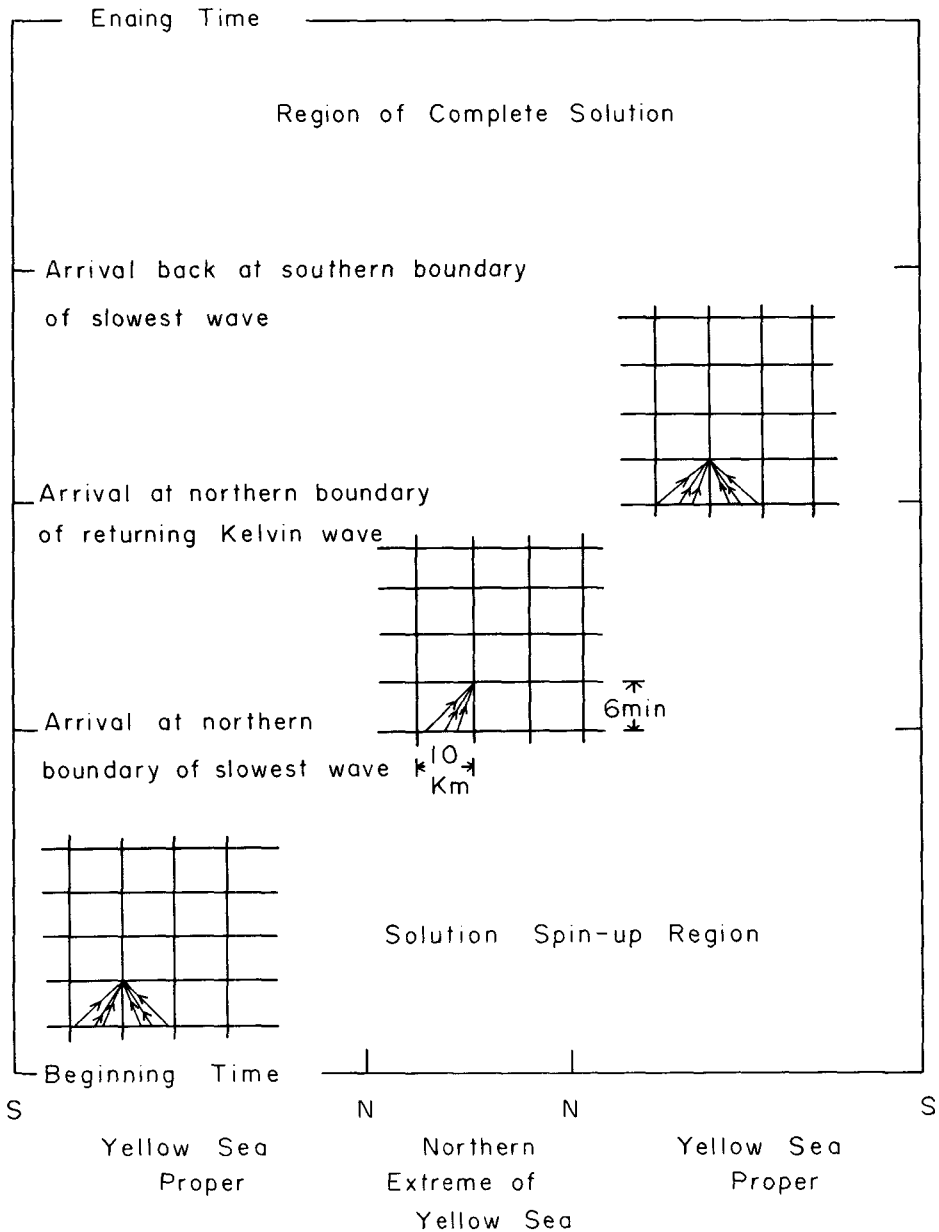 Enaing Time
Region of Complete Solution
Arrival back at southern boundary
of slowest wave
Arrival at northern boundary
of returning Kelvin wave
6min
Arrival at northern
boundary of slowest wave
10
Km
Solution Spin-up Region
Beginning Time
S
N
N
S
Yellow Sea
Proper
Northern
Extreme of
Yellow Sea
Yellow Sea
Proper